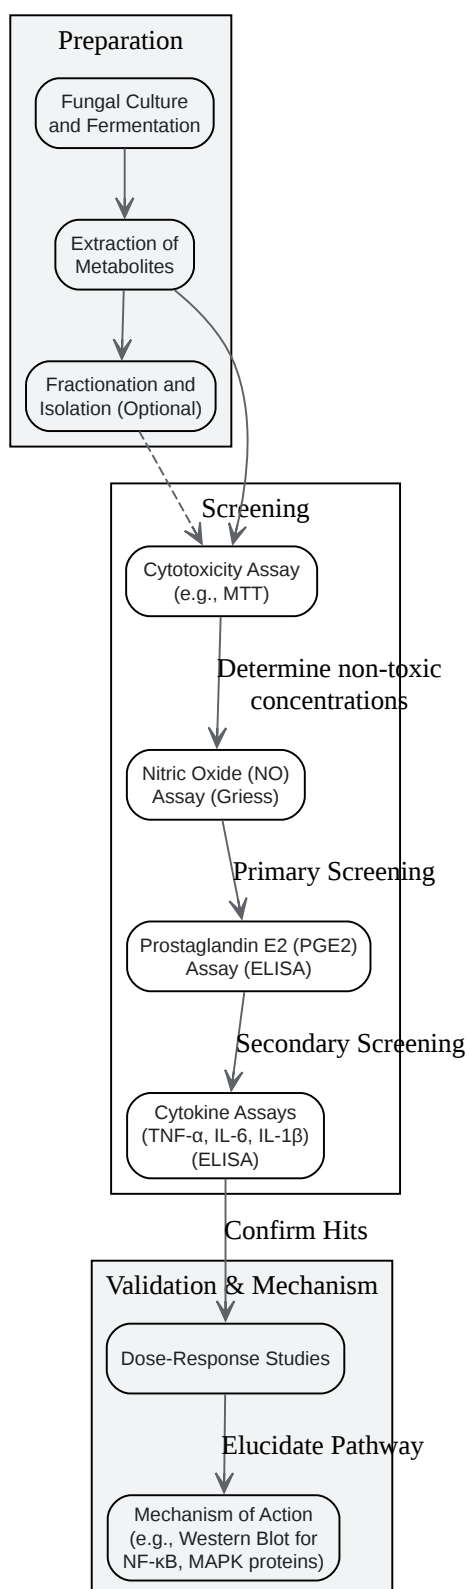 Preparation
Fungal Culture
and Fermentation
Extraction of
Metabolites
Fractionation and
Isolation (Optional)
Screening
Cytotoxicity Assay
(e.g., MTT)
Determine non-toxic
concentrations
Nitric Oxide (NO)
Assay (Griess)
Primary Screening
Prostaglandin E2 (PGE2)
Assay (ELISA)
Secondary Screening
Cytokine Assays
(TNF-α, IL-6, IL-1β)
(ELISA)
Confirm Hits
Validation & Mechanism
Dose-Response Studies
Elucidate Pathway
Mechanism of Action
(e.g., Western Blot for
NF-κB, MAPK proteins)